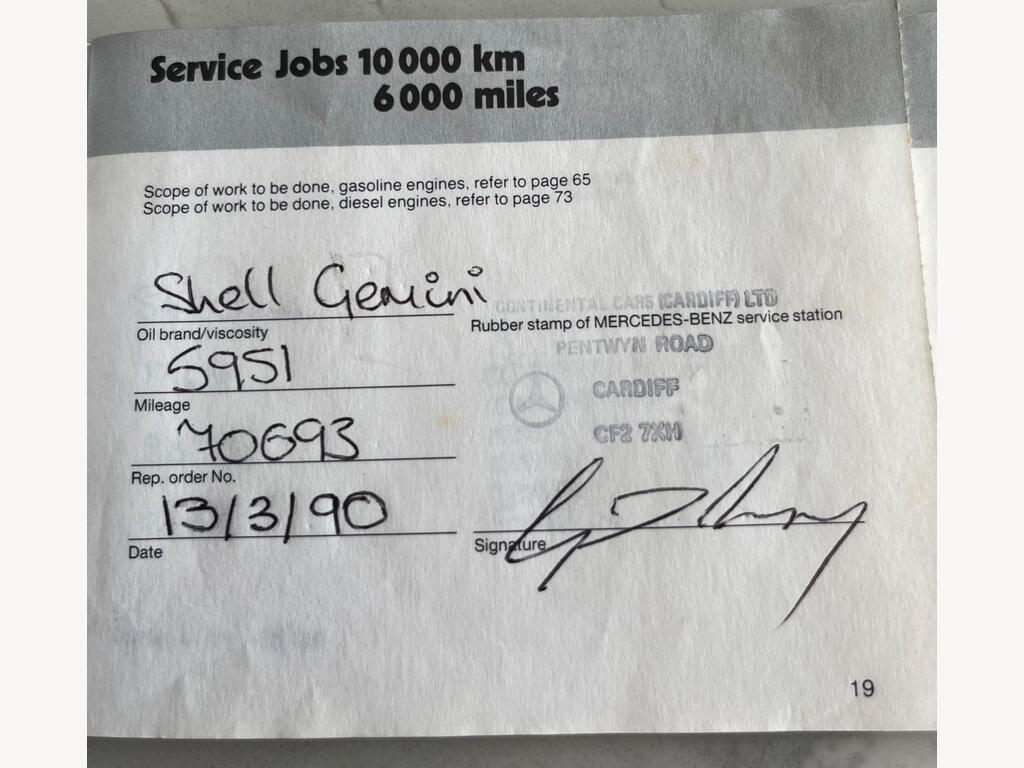 Service Jobs 10 000 km
6 000 miles
Scope of work to be done, gasoline engines, refer to page 65
Scope of work to be done, diesel engines, refer to page 73
Shell Gemini
Oil brand/viscosity
CONTINENTAL CARS (CARDIFF) LTD
Rubber stamp of MERCEDES-BENZ service station
PENTWYN ROAD
CARDIFF
CF2 7XH
5951
Mileage
70693
Rep. order No.
13/3/90
Date
Signature
19